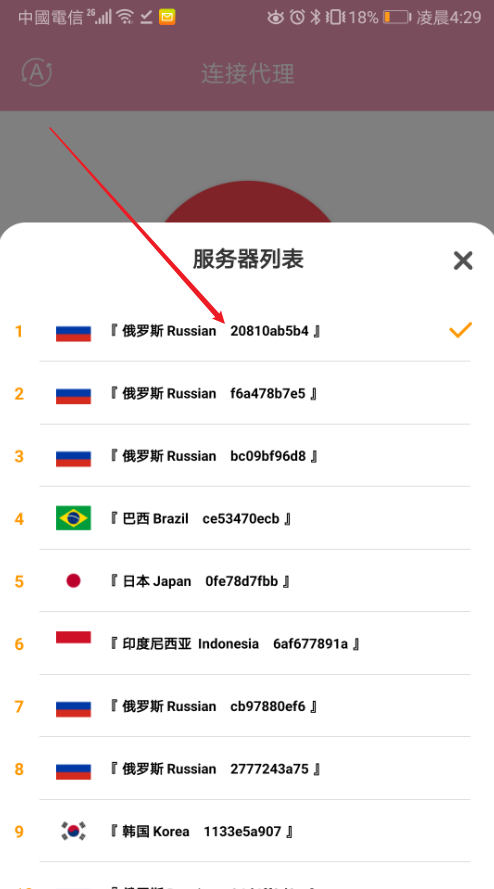 中國電信 2G 18% 凌晨4:29
A 连接代理
服务器列表
1 『 俄罗斯 Russian 20810ab5b4 』
2 『 俄罗斯 Russian f6a478b7e5 』
3 『 俄罗斯 Russian bc09bf96d8 』
4 『 巴西 Brazil ce53470ecb 』
5 『 日本 Japan 0fe78d7fbb 』
6 『 印度尼西亚 Indonesia 6af677891a 』
7 『 俄罗斯 Russian cb97880ef6 』
8 『 俄罗斯 Russian 2777243a75 』
9 『 韩国 Korea 1133e5a907 』